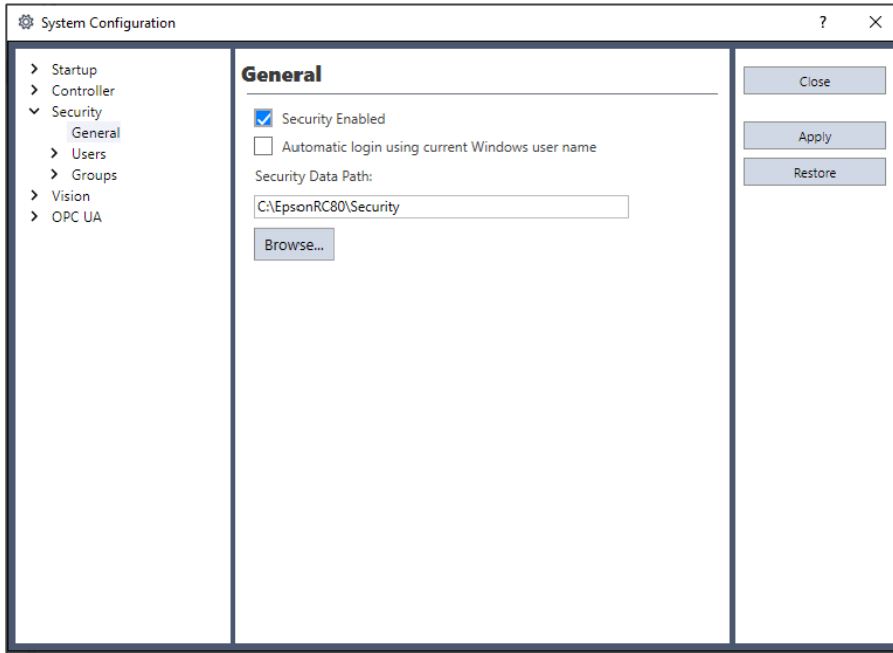 System Configuration
?
Startup
Controller
Security
General
Users
Groups
Vision
OPC UA
General
Security Enabled
Automatic login using current Windows user name
Security Data Path:
C:\EpsonRC80\Security
Browse...
Close
Apply
Restore